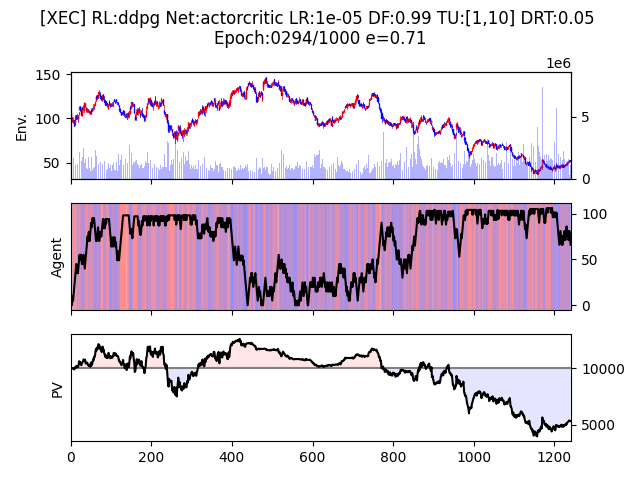 [XEC] RL:ddpg Net:actorcritic LR:1e-05 DF:0.99 TU:[1,10] DRT:0.05
Epoch:0294/1000 e=0.71
1e6
150
100
50
Env.
5
0
Agent
100
50
0
PV
10000
5000
0 200 400 600 800 1000 1200